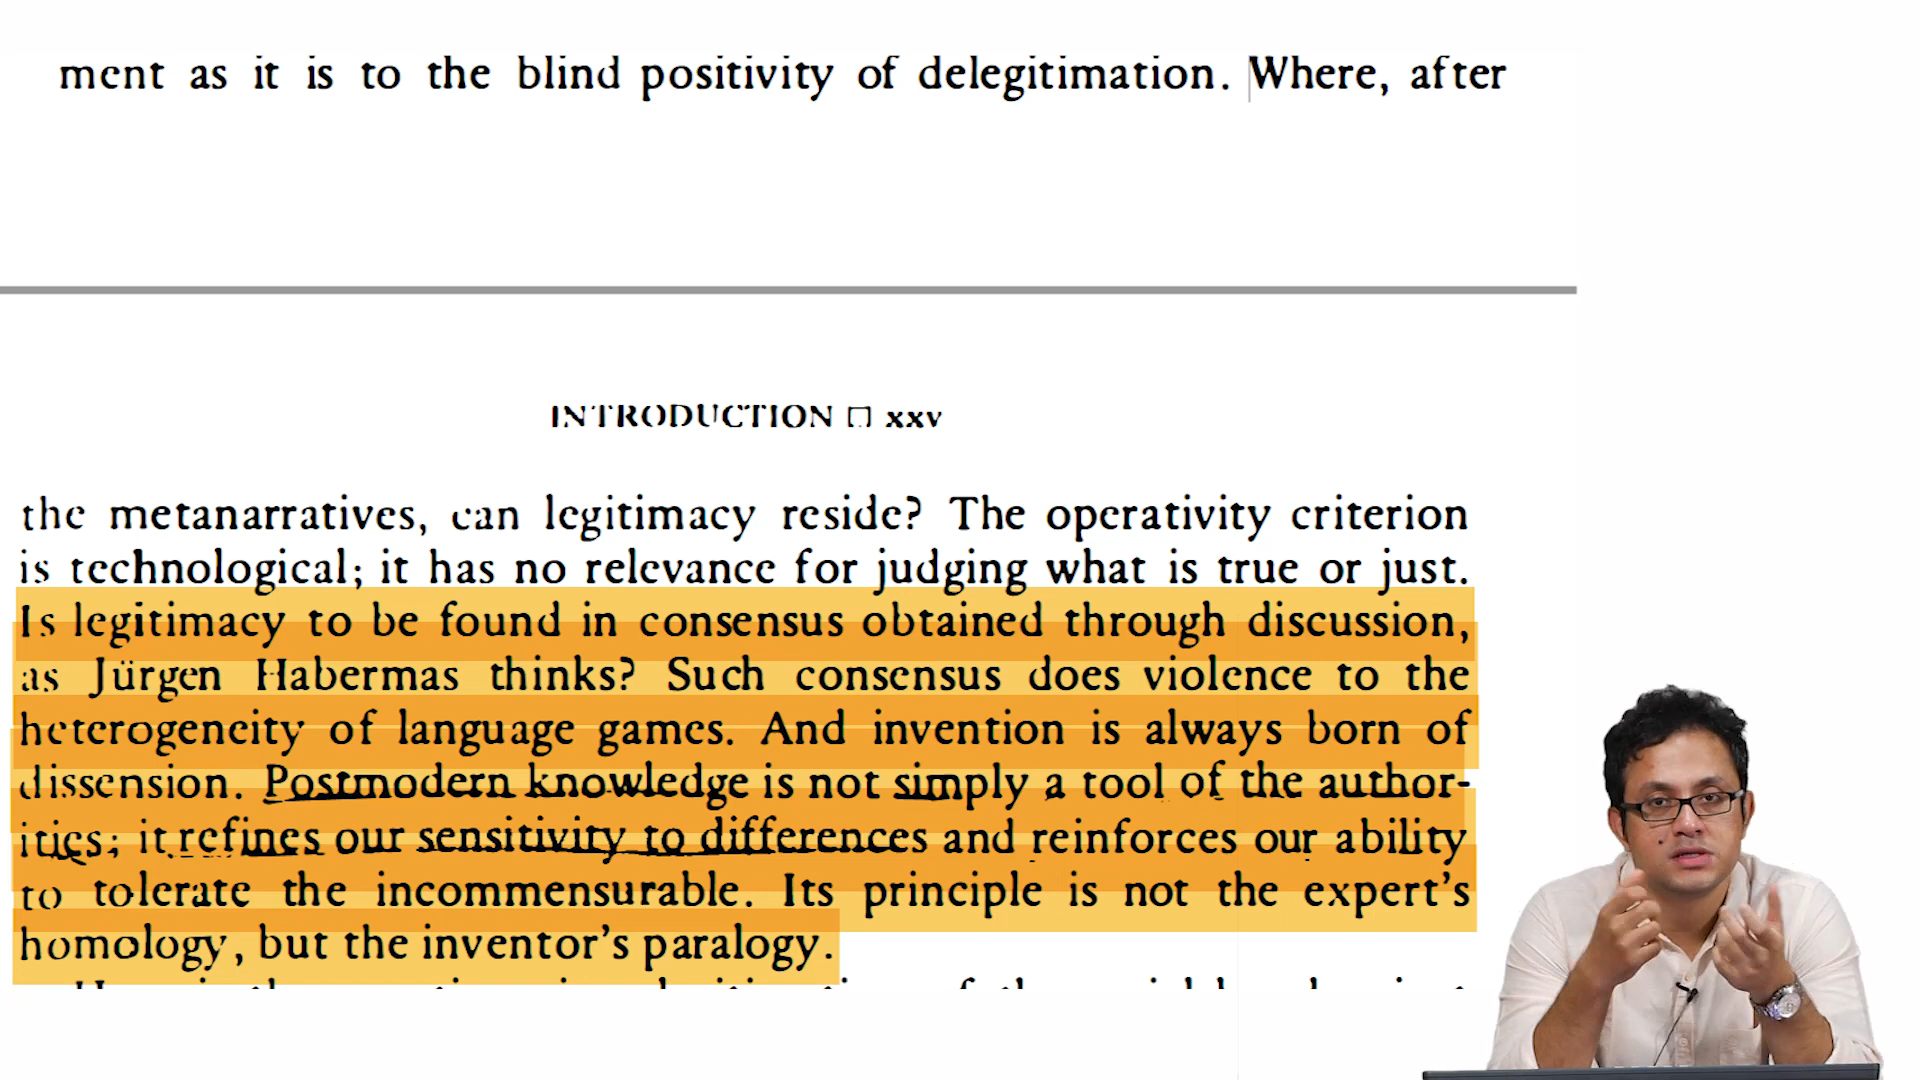 ment as it is to the blind positivity of delegitimation. Where, after
INTRODUCTION □ xxv
the metanarratives, can legitimacy reside? The operativity criterion
is technological; it has no relevance for judging what is true or just.
Is legitimacy to be found in consensus obtained through discussion,
as Jürgen Habermas thinks? Such consensus does violence to the
heterogeneity of language games. And invention is always born of
dissension. Postmodern knowledge is not simply a tool of the author-
ities; it refines our sensitivity to differences and reinforces our ability
to tolerate the incommensurable. Its principle is not the expert's
homology, but the inventor's paralogy.